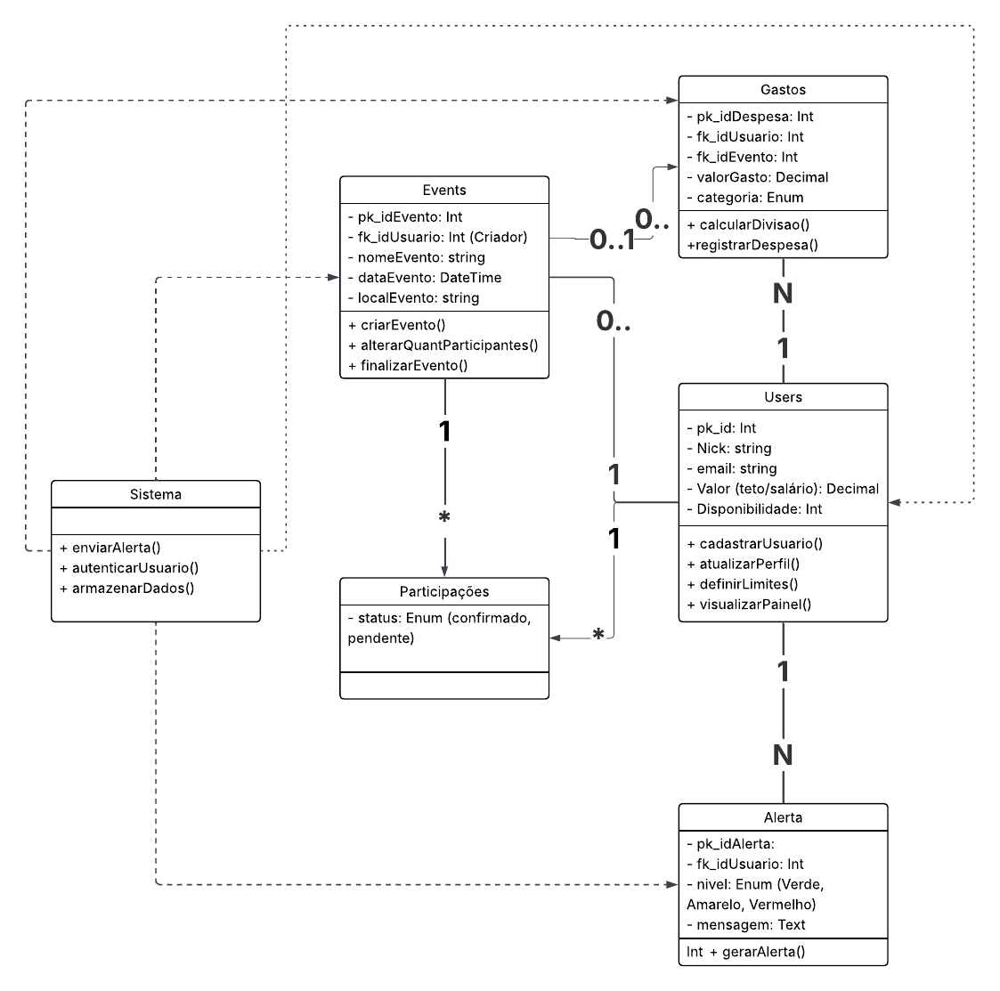 Gastos
- pk_idDespesa: Int
- fk_idUsuario: Int
- fk_idEvento: Int
- valorGasto: Decimal
- categoria: Enum
+ calcularDivisao()
+registrarDespesa()
Events
- pk_idEvento: Int
- fk_idUsuario: Int (Criador)
- nomeEvento: string
- dataEvento: DateTime
- localEvento: string
+ criarEvento()
+ alterarQuantParticipantes()
+ finalizarEvento()
0..
0..1
N
1
0..
1
1
*
1
*
Users
- pk_id: Int
- Nick: string
- email: string
- Valor (teto/salário): Decimal
- Disponibilidade: Int
+ cadastrarUsuario()
+ atualizarPerfil()
+ definirLimites()
+ visualizarPainel()
Sistema
+ enviarAlerta()
+ autenticarUsuario()
+ armazenarDados()
Participações
- status: Enum (confirmado,
pendente)
1
N
Alerta
- pk_idAlerta:
- fk_idUsuario: Int
- nivel: Enum (Verde,
Amarelo, Vermelho)
- mensagem: Text
Int + gerarAlerta()